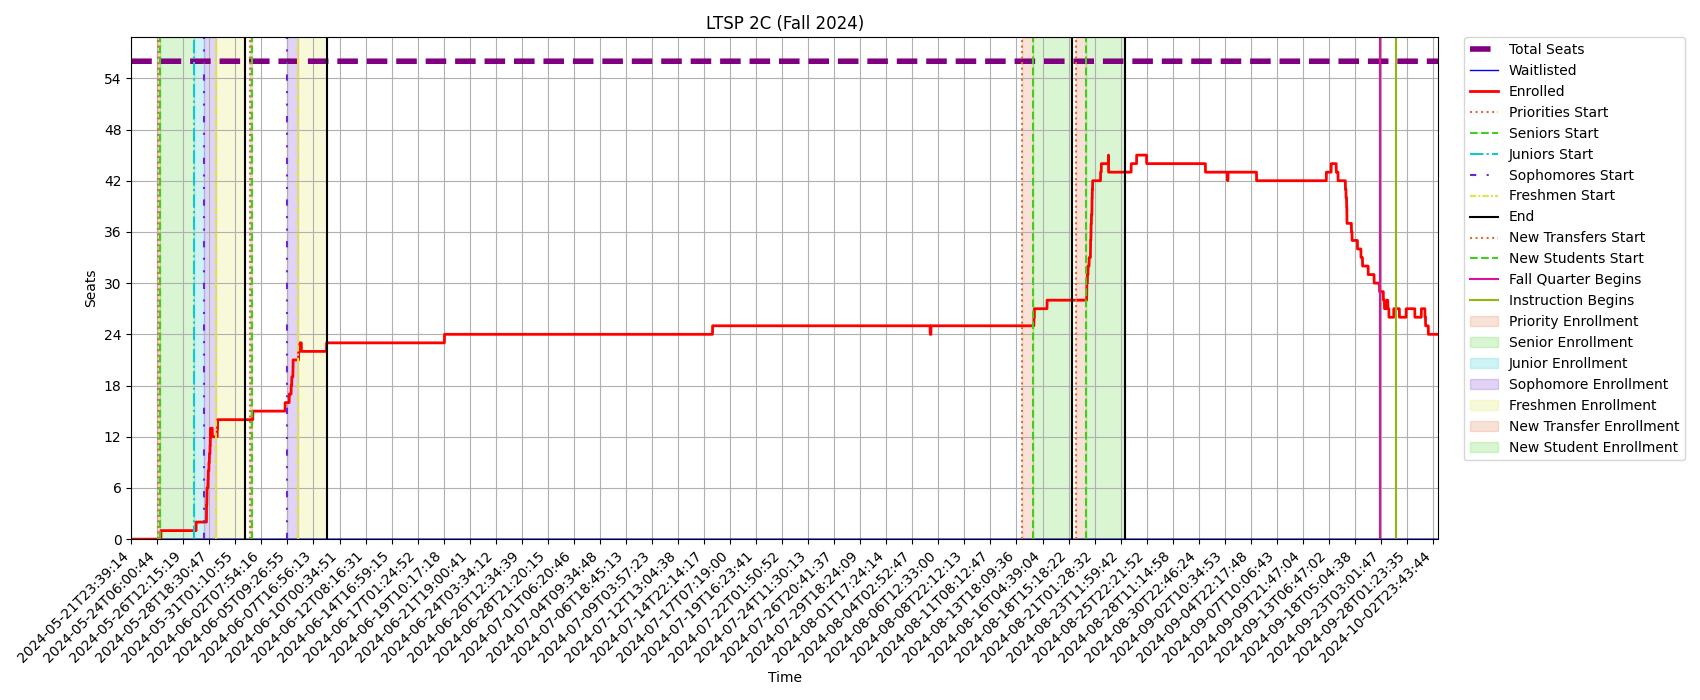 LTSP 2C (Fall 2024)
Seats
54
48
42
36
30
24
18
12
6
0
2024-05-21T23:39:14
2024-05-24T06:00:44
2024-05-26T12:15:19
2024-05-28T18:30:47
2024-05-31T01:10:55
2024-06-02T07:54:16
2024-06-05T09:26:55
2024-06-07T16:56:13
2024-06-10T00:34:51
2024-06-12T08:16:31
2024-06-14T16:59:15
2024-06-17T01:24:52
2024-06-19T10:17:18
2024-06-21T19:00:41
2024-06-24T03:34:12
2024-06-26T12:34:39
2024-06-28T21:20:15
2024-07-01T06:20:46
2024-07-04T09:34:48
2024-07-06T18:45:13
2024-07-09T03:57:23
2024-07-12T13:04:38
2024-07-14T22:14:17
2024-07-17T07:19:00
2024-07-19T16:23:41
2024-07-22T01:50:52
2024-07-24T11:30:13
2024-07-26T20:41:37
2024-07-29T18:24:09
2024-08-01T17:24:14
2024-08-04T02:52:47
2024-08-06T12:33:00
2024-08-08T22:12:13
2024-08-11T08:12:47
2024-08-13T18:09:36
2024-08-16T04:39:04
2024-08-18T15:18:22
2024-08-21T01:28:32
2024-08-23T11:59:42
2024-08-25T22:21:52
2024-08-28T11:14:58
2024-08-30T22:46:24
2024-09-02T10:34:53
2024-09-04T22:17:48
2024-09-07T10:06:43
2024-09-09T21:47:04
2024-09-13T06:47:02
2024-09-18T05:04:38
2024-09-23T03:01:47
2024-09-28T01:23:35
2024-10-02T23:43:44
Time
Total Seats
Waitlisted
Enrolled
Priorities Start
Seniors Start
Juniors Start
Sophomores Start
Freshmen Start
End
New Transfers Start
New Students Start
Fall Quarter Begins
Instruction Begins
Priority Enrollment
Senior Enrollment
Junior Enrollment
Sophomore Enrollment
Freshmen Enrollment
New Transfer Enrollment
New Student Enrollment